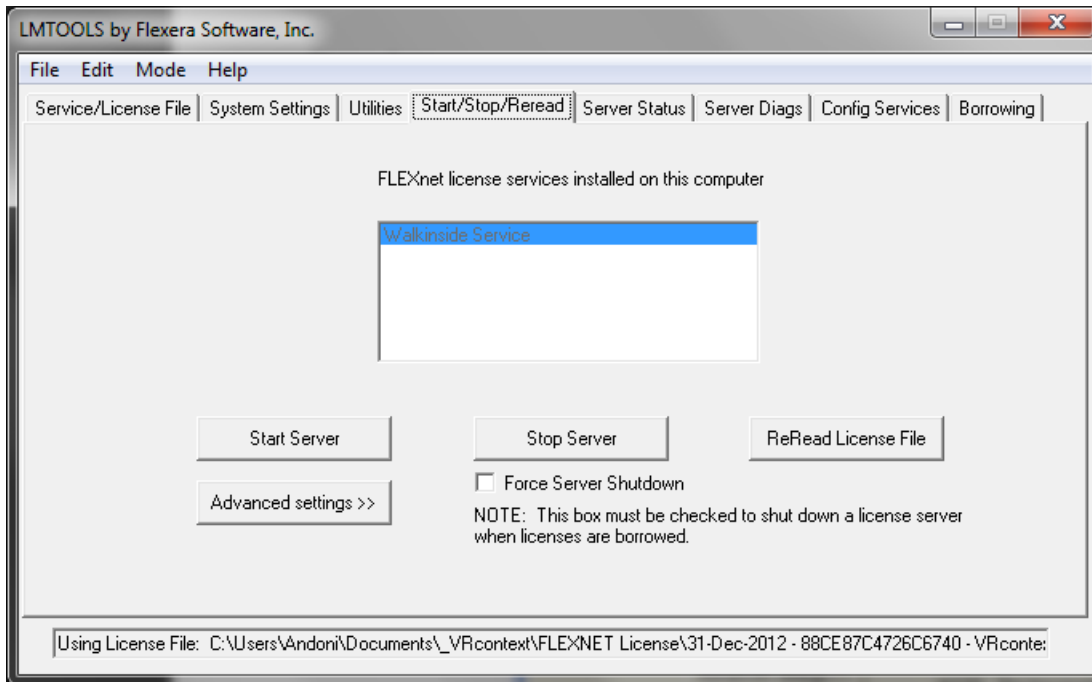 LMTOOLS by Flexera Software, Inc.
File Edit Mode Help
Service/License File System Settings Utilities Start/Stop/Reread Server Status Server Diags Config Services Borrowing
FLEXnet license services installed on this computer
Walkinside Service
Start Server Stop Server ReRead License File
Force Server Shutdown
Advanced settings >>
NOTE: This box must be checked to shut down a license server
when licenses are borrowed.
Using License File: C:\Users\Andoni\Documents\_VRcontext\FLEXNET License\31-Dec-2012 - 88CE87C4726C6740 - VRconte